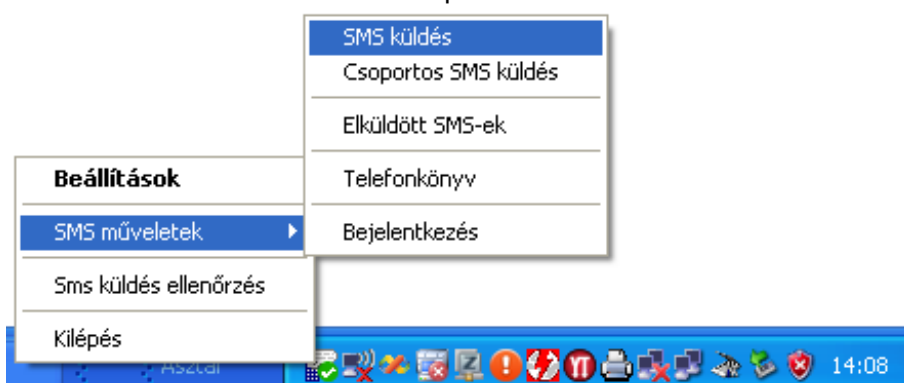 SMS küldés
Csoportos SMS küldés
Elküldött SMS-ek
Telefonkönyv
Bejelentkezés
Beállítások
SMS műveletek
Sms küldés ellenőrzés
Kilépés
Asztal
14:08